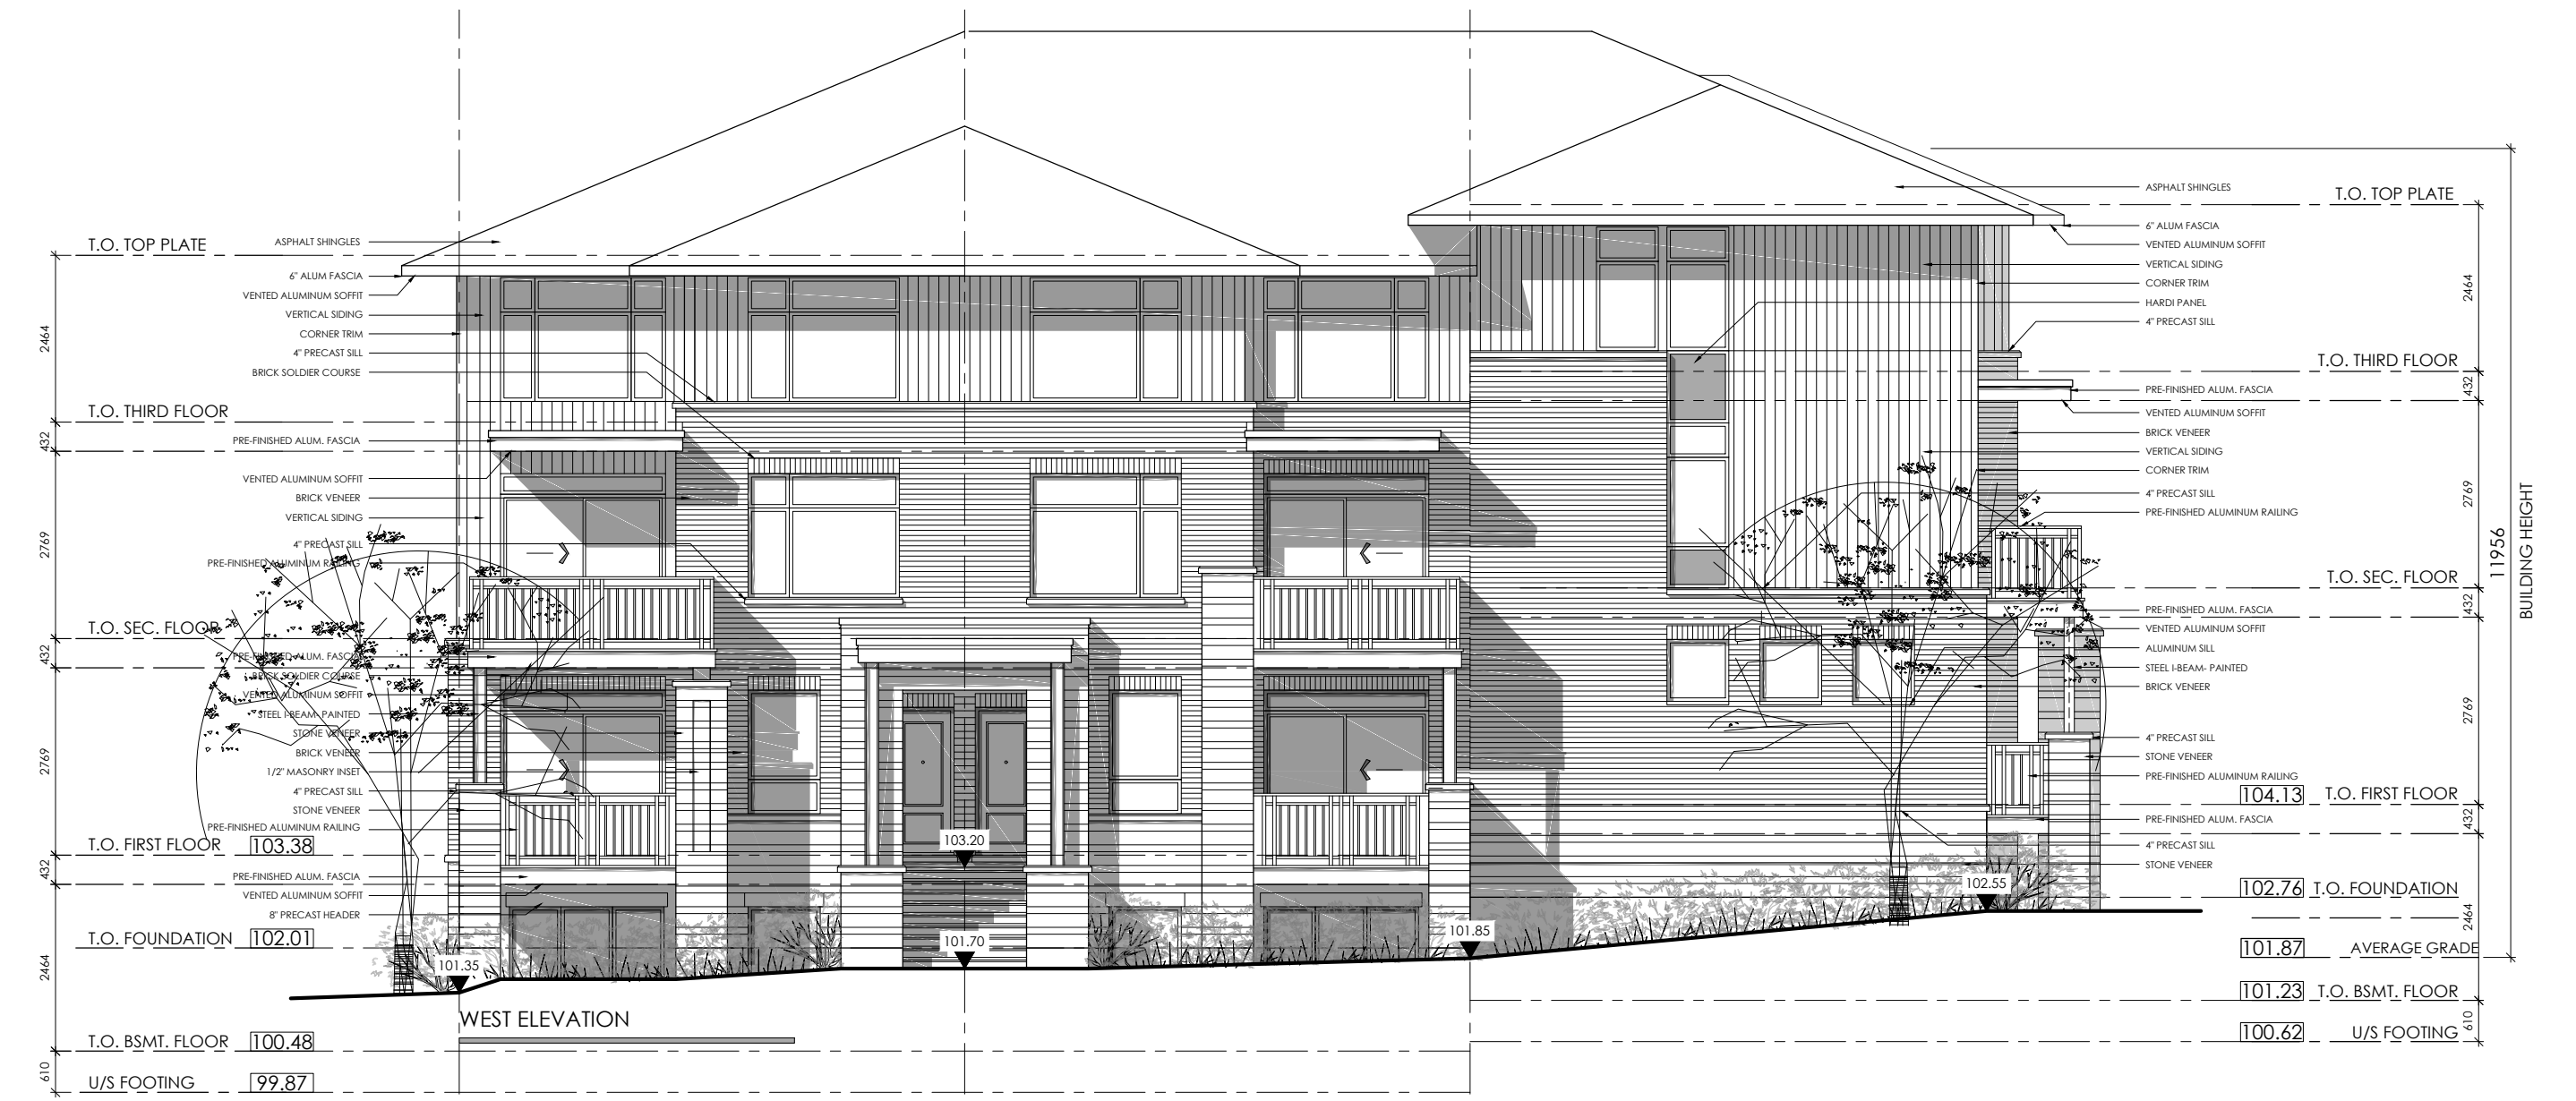 T.O. TOP PLATE
ASPHALT SHINGLES
6" ALUM FASCIA
VENTED ALUMINUM SOFFIT
VERTICAL SIDING
CORNER TRIM
4" PRECAST SILL
BRICK SOLDIER COURSE
2464
T.O. THIRD FLOOR
432
PRE-FINISHED ALUM. FASCIA
VENTED ALUMINUM SOFFIT
BRICK VENEER
VERTICAL SIDING
4" PRECAST SILL
PRE-FINISHED ALUMINUM RAILING
2769
T.O. SEC. FLOOR
432
PRE-FINISHED ALUM. FASCIA
BRICK SOLDIER COURSE
VENTED ALUMINUM SOFFIT
STEEL I-BEAM- PAINTED
STONE VENEER
BRICK VENEER
1/2" MASONRY INSET
4" PRECAST SILL
STONE VENEER
PRE-FINISHED ALUMINUM RAILING
2769
T.O. FIRST FLOOR 103.38
432
PRE-FINISHED ALUM. FASCIA
VENTED ALUMINUM SOFFIT
8" PRECAST HEADER
T.O. FOUNDATION 102.01
2464
T.O. BSMT. FLOOR 100.48
610
U/S FOOTING 99.87
101.35
103.20
101.70
101.85
102.55
WEST ELEVATION
ASPHALT SHINGLES
T.O. TOP PLATE
6" ALUM FASCIA
VENTED ALUMINUM SOFFIT
VERTICAL SIDING
CORNER TRIM
HARDI PANEL
4" PRECAST SILL
2464
T.O. THIRD FLOOR
432
PRE-FINISHED ALUM. FASCIA
VENTED ALUMINUM SOFFIT
BRICK VENEER
VERTICAL SIDING
CORNER TRIM
4" PRECAST SILL
PRE-FINISHED ALUMINUM RAILING
2769
T.O. SEC. FLOOR
432
PRE-FINISHED ALUM. FASCIA
VENTED ALUMINUM SOFFIT
ALUMINUM SILL
STEEL I-BEAM- PAINTED
BRICK VENEER
2769
4" PRECAST SILL
STONE VENEER
PRE-FINISHED ALUMINUM RAILING
104.13 T.O. FIRST FLOOR
432
PRE-FINISHED ALUM. FASCIA
4" PRECAST SILL
STONE VENEER
102.76 T.O. FOUNDATION
2464
101.87 AVERAGE GRADE
101.23 T.O. BSMT. FLOOR
610
100.62 U/S FOOTING
11956
BUILDING HEIGHT